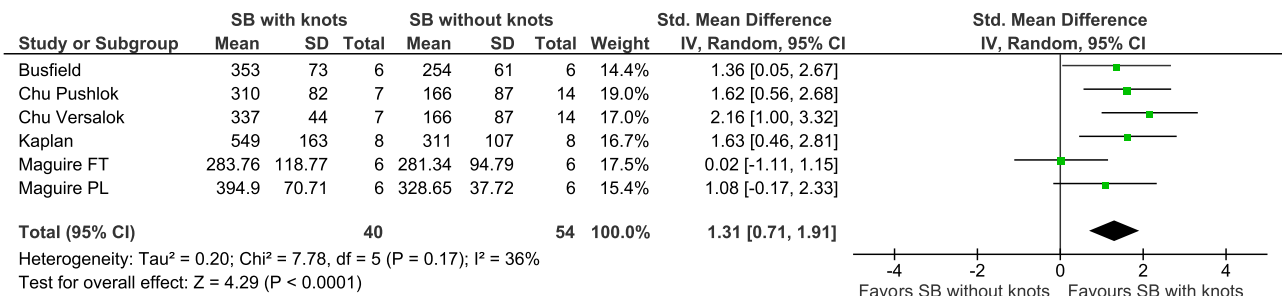 SB with knots SB without knots Std. Mean Difference Std. Mean Difference
Study or Subgroup Mean SD Total Mean SD Total Weight IV, Random, 95% CI IV, Random, 95% CI
Busfield 353 73 6 254 61 6 14.4% 1.36 [0.05, 2.67]
Chu Pushlok 310 82 7 166 87 14 19.0% 1.62 [0.56, 2.68]
Chu Versalok 337 44 7 166 87 14 17.0% 2.16 [1.00, 3.32]
Kaplan 549 163 8 311 107 8 16.7% 1.63 [0.46, 2.81]
Maguire FT 283.76 118.77 6 281.34 94.79 6 17.5% 0.02 [-1.11, 1.15]
Maguire PL 394.9 70.71 6 328.65 37.72 6 15.4% 1.08 [-0.17, 2.33]
Total (95% CI) 40 54 100.0% 1.31 [0.71, 1.91]
Heterogeneity: Tau² = 0.20; Chi² = 7.78, df = 5 (P = 0.17); I² = 36%
Test for overall effect: Z = 4.29 (P < 0.0001)
-4 -2 0 2 4
Favors SB without knots Favours SB with knots